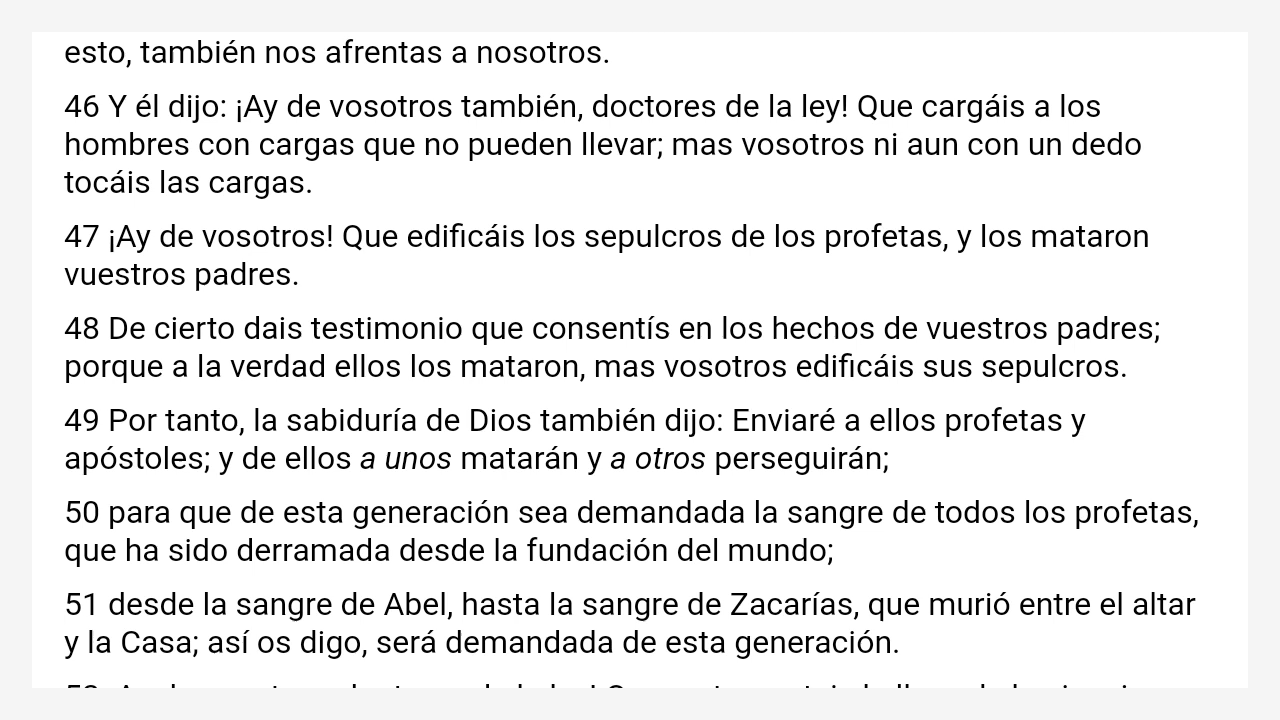 esto, también nos afrentas a nosotros.
46 Y él dijo: ¡Ay de vosotros también, doctores de la ley! Que cargáis a los
hombres con cargas que no pueden llevar; mas vosotros ni aun con un dedo
tocáis las cargas.
47 ¡Ay de vosotros! Que edificáis los sepulcros de los profetas, y los mataron
vuestros padres.
48 De cierto dais testimonio que consentís en los hechos de vuestros padres;
porque a la verdad ellos los mataron, mas vosotros edificáis sus sepulcros.
49 Por tanto, la sabiduría de Dios también dijo: Enviaré a ellos profetas y
apóstoles; y de ellos a unos matarán y a otros perseguirán;
50 para que de esta generación sea demandada la sangre de todos los profetas,
que ha sido derramada desde la fundación del mundo;
51 desde la sangre de Abel, hasta la sangre de Zacarías, que murió entre el altar
y la Casa; así os digo, será demandada de esta generación.